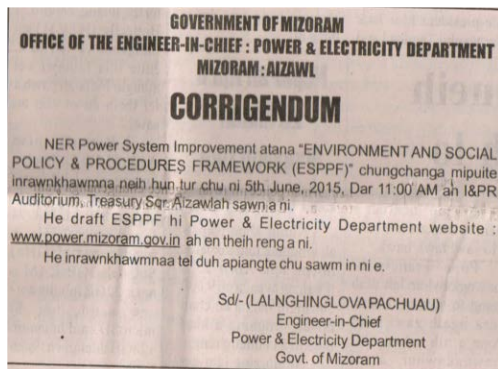 GOVERNMENT OF MIZORAM
OFFICE OF THE ENGINEER-IN-CHIEF : POWER & ELECTRICITY DEPARTMENT
MIZORAM : AIZAWL
CORRIGENDUM
NER Power System Improvement atana "ENVIRONMENT AND SOCIAL
POLICY & PROCEDURES FRAMEWORK (ESPPF)" chungchanga mipuite
inrawnkhawmna neih hun tur chu ni 5th June, 2015, Dar 11:00 AM ah I&PR
Auditorium, Treasury Sqr. Aizawlah sawn a ni.
He draft ESPPF hi Power & Electricity Department website :
www.power.mizoram.gov.in ah en theih reng a ni.
He inrawnkhawmnaa tel duh apiangte chu sawm in ni e.
Sd/- (LALNGHINGLOVA PACHUAU)
Engineer-in-Chief
Power & Electricity Department
Govt. of Mizoram